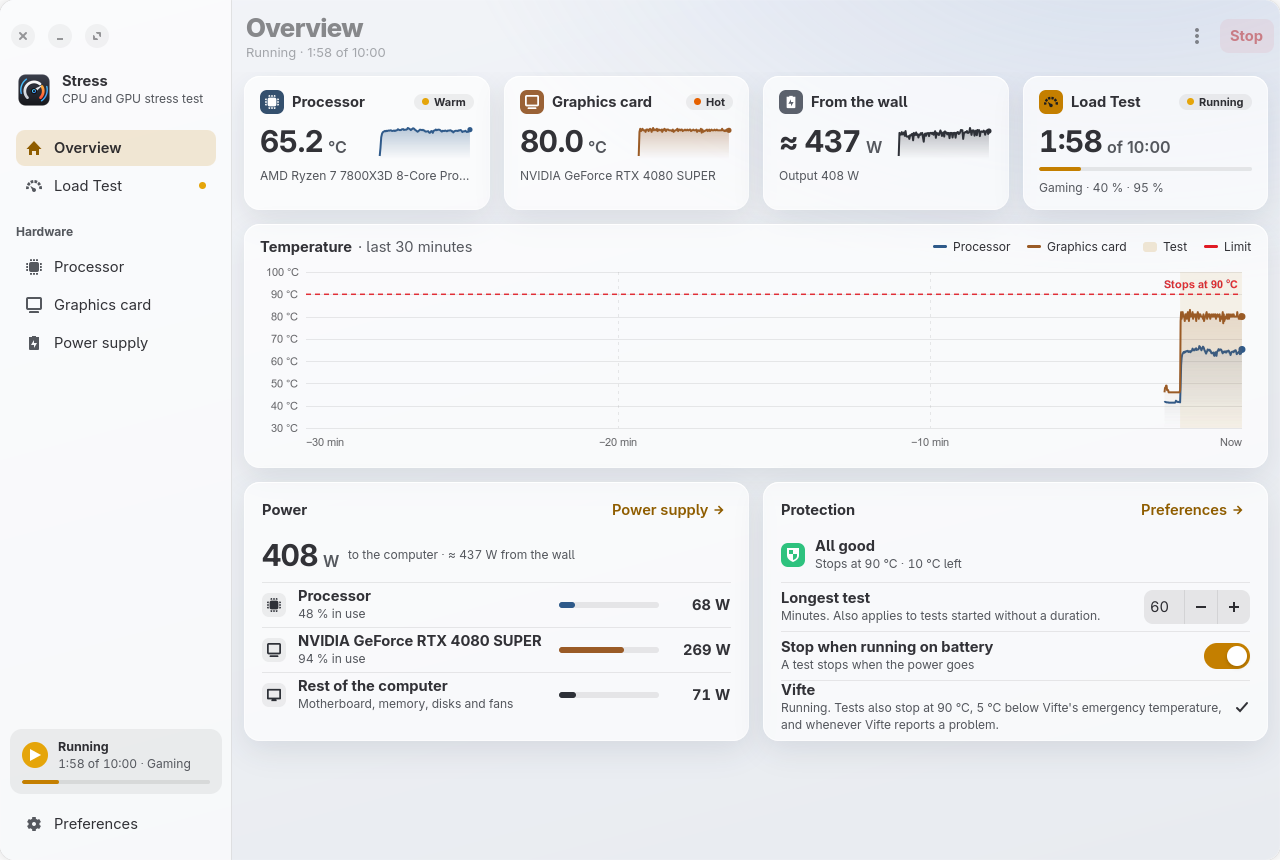 Overview
Running · 1:58 of 10:00
Stop
Stress
CPU and GPU stress test
Overview
Load Test
Hardware
Processor
Graphics card
Power supply
Running
1:58 of 10:00 · Gaming
Preferences
Processor
Warm
65.2 °C
AMD Ryzen 7 7800X3D 8-Core Pro...
Graphics card
Hot
80.0 °C
NVIDIA GeForce RTX 4080 SUPER
From the wall
≈ 437 W
Output 408 W
Load Test
Running
1:58 of 10:00
Gaming · 40 % · 95 %
Temperature · last 30 minutes
Processor
Graphics card
Test
Limit
100 °C
90 °C
80 °C
70 °C
60 °C
50 °C
40 °C
30 °C
Stops at 90 °C
−30 min
−20 min
−10 min
Now
Power
Power supply →
408 W to the computer · ≈ 437 W from the wall
Processor
48 % in use
68 W
NVIDIA GeForce RTX 4080 SUPER
94 % in use
269 W
Rest of the computer
Motherboard, memory, disks and fans
71 W
Protection
Preferences →
All good
Stops at 90 °C · 10 °C left
Longest test
Minutes. Also applies to tests started without a duration.
60 − +
Stop when running on battery
A test stops when the power goes
Vifte
Running. Tests also stop at 90 °C, 5 °C below Vifte's emergency temperature,
and whenever Vifte reports a problem.